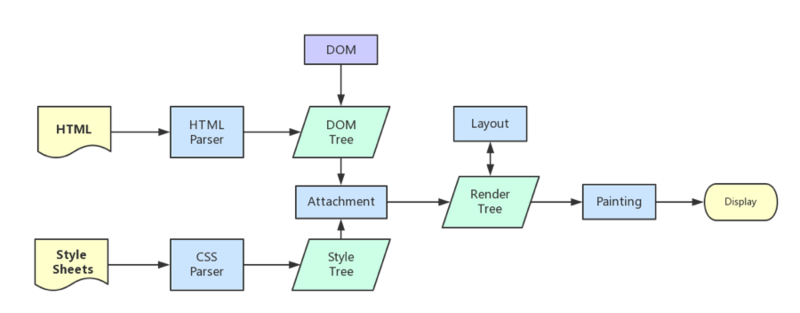 DOM
HTML
HTML
Parser
DOM
Tree
Layout
Attachment
Render
Tree
Painting
Display
Style
Sheets
CSS
Parser
Style
Tree